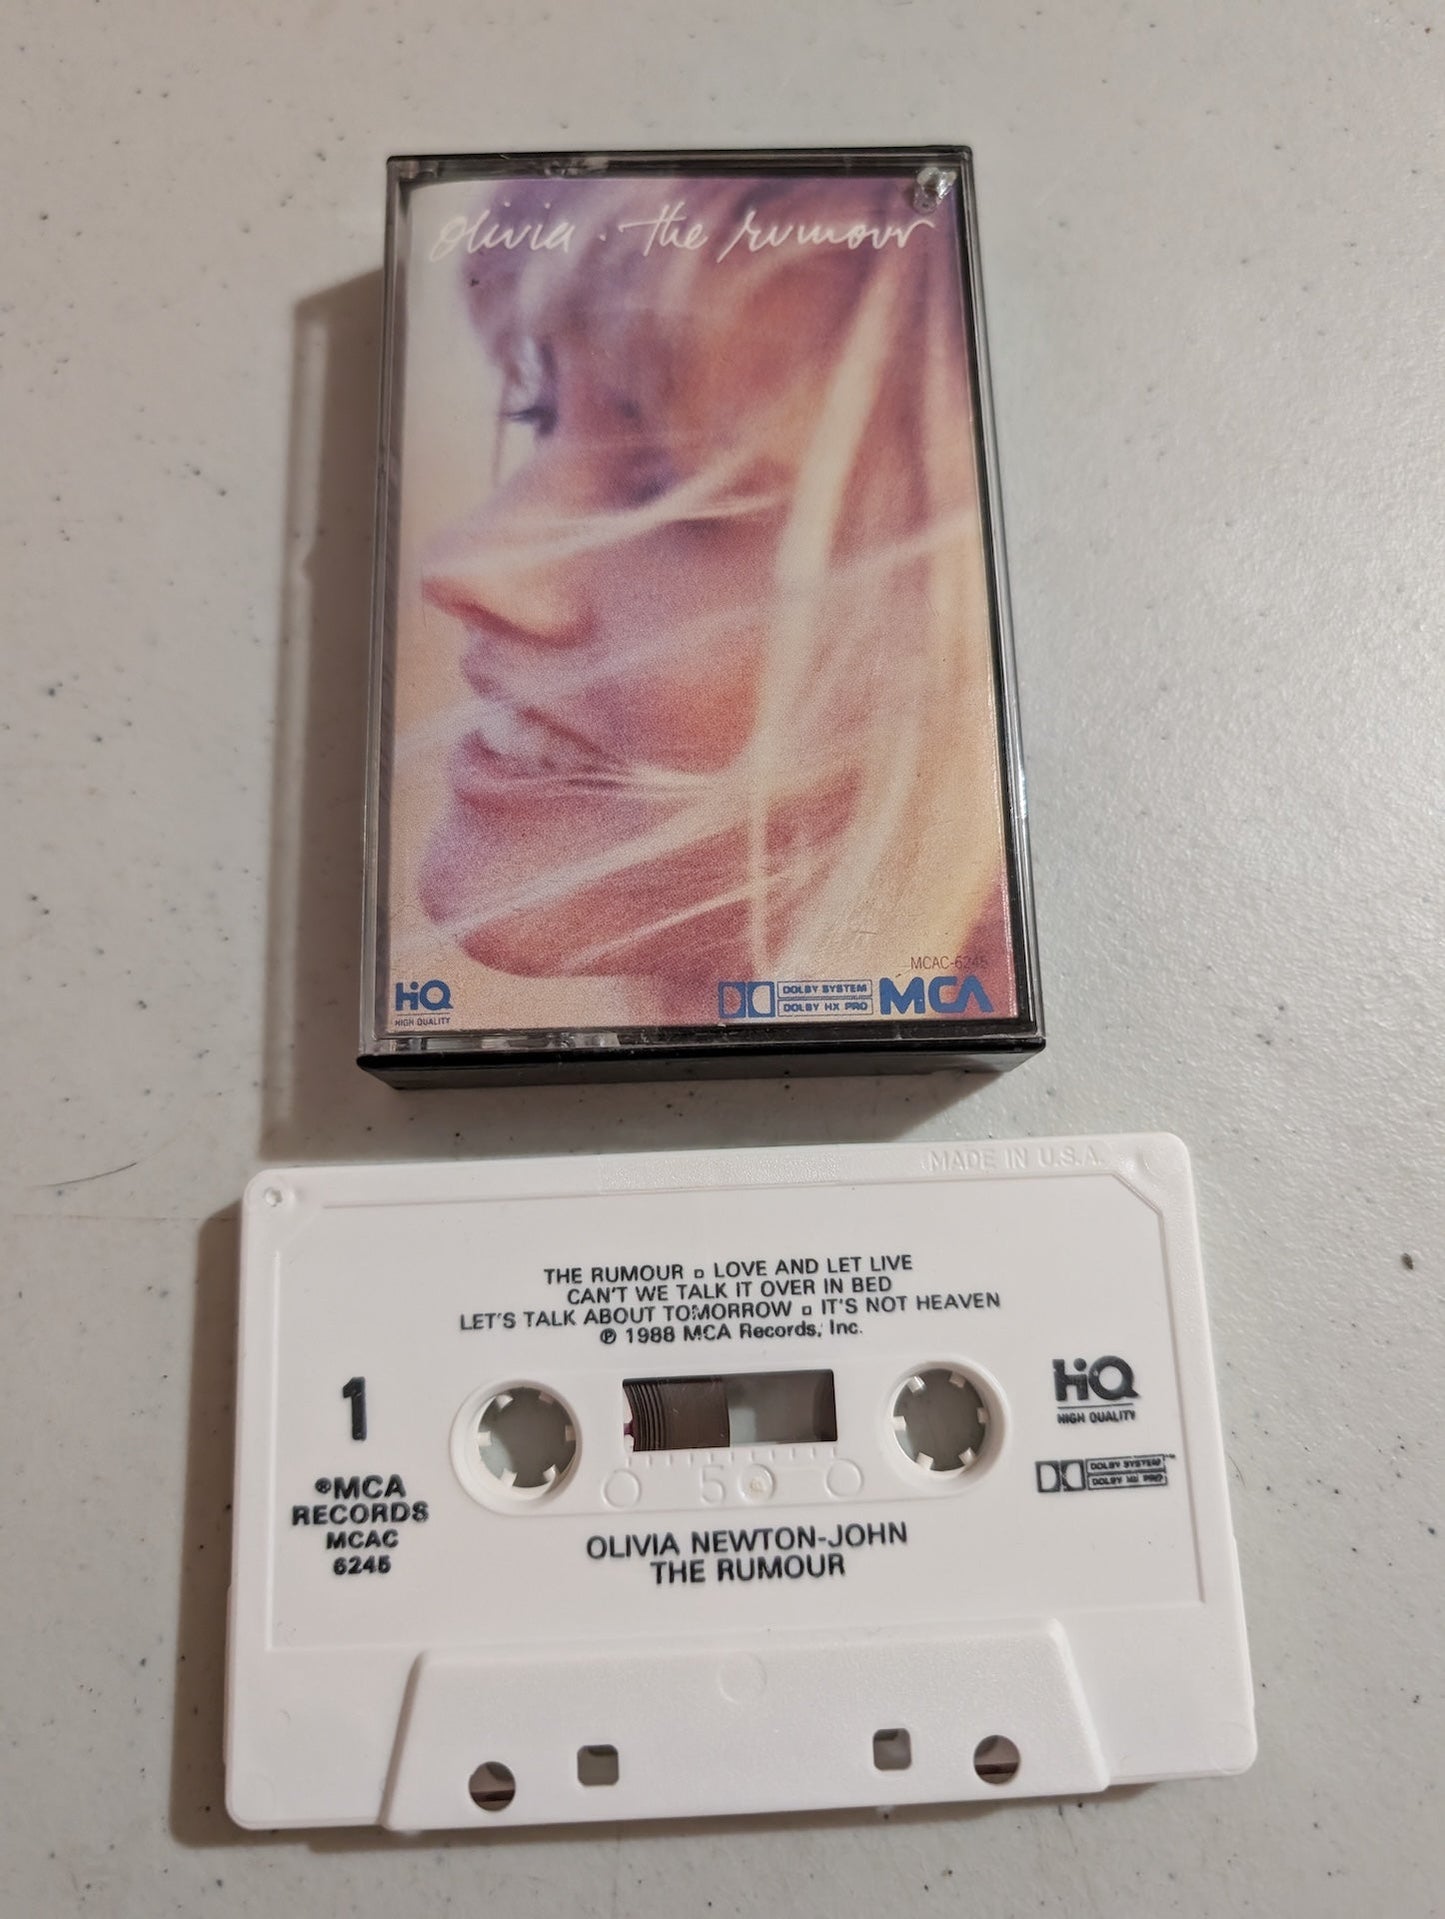 olivia · the rumour
MCAC-6245
HiQ
HIGH QUALITY
DOLBY SYSTEM
DOLBY HX PRO
MCA
MADE IN U.S.A.
THE RUMOUR ▫ LOVE AND LET LIVE
CAN'T WE TALK IT OVER IN BED
LET'S TALK ABOUT TOMORROW ▫ IT'S NOT HEAVEN
℗ 1988 MCA Records, Inc.
1
®MCA
RECORDS
MCAC
6245
HiQ
HIGH QUALITY
DOLBY SYSTEM™
DOLBY HX PRO
50
OLIVIA NEWTON-JOHN
THE RUMOUR